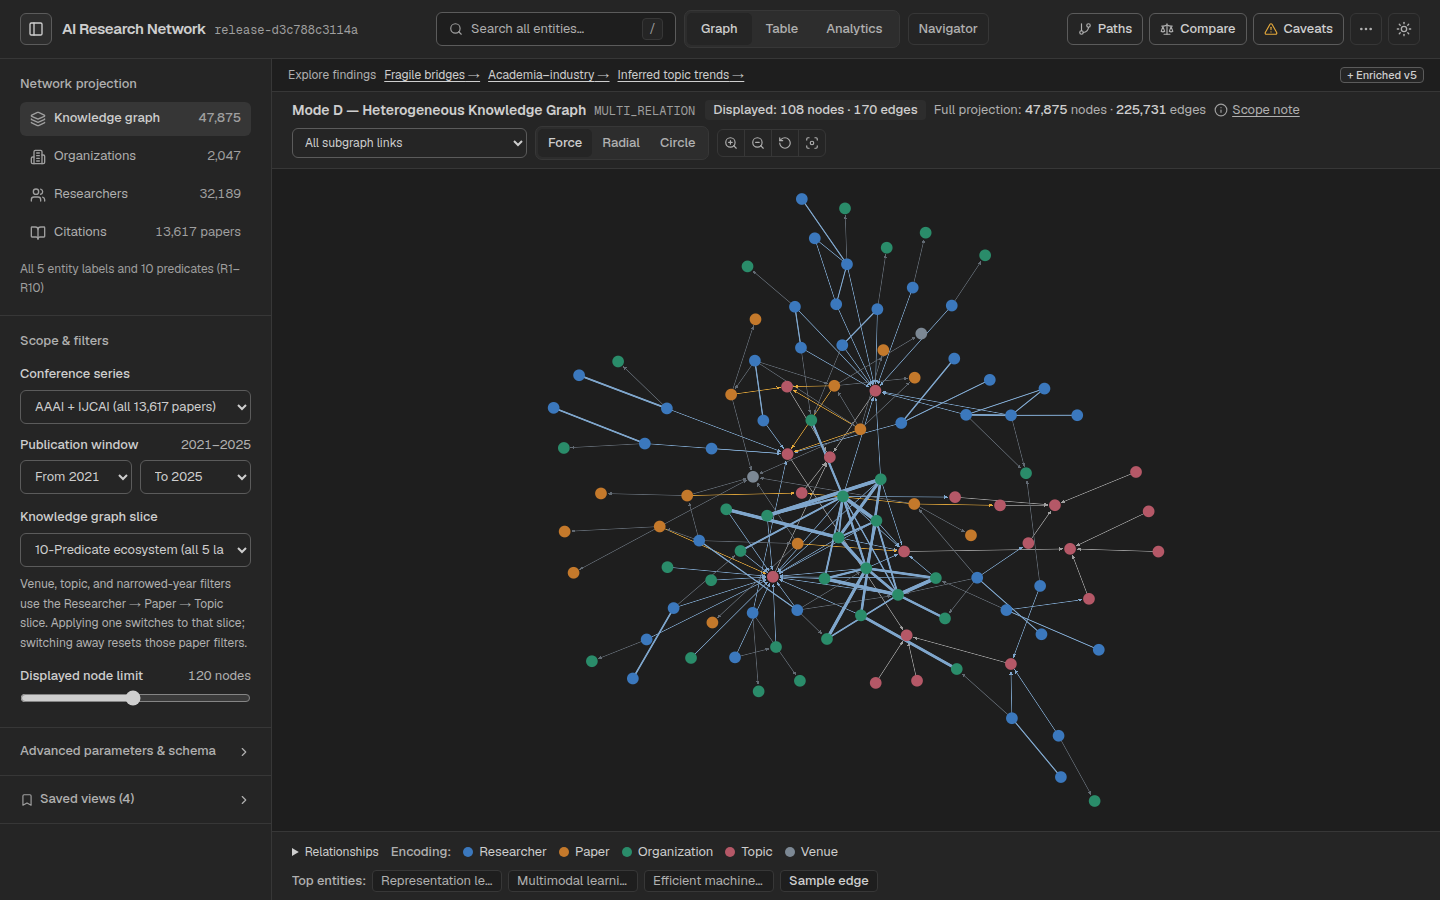 AI Research Network release-d3c788c3114a
Search all entities… /
Graph Table Analytics Navigator
Paths Compare Caveats
Network projection
Knowledge graph 47,875
Organizations 2,047
Researchers 32,189
Citations 13,617 papers
All 5 entity labels and 10 predicates (R1–
R10)
Scope & filters
Conference series
AAAI + IJCAI (all 13,617 papers)
Publication window 2021–2025
From 2021 To 2025
Knowledge graph slice
10-Predicate ecosystem (all 5 la
Venue, topic, and narrowed-year filters
use the Researcher → Paper → Topic
slice. Applying one switches to that slice;
switching away resets those paper filters.
Displayed node limit 120 nodes
Advanced parameters & schema
Saved views (4)
Explore findings Fragile bridges → Academia–industry → Inferred topic trends →
+ Enriched v5
Mode D — Heterogeneous Knowledge Graph MULTI_RELATION Displayed: 108 nodes · 170 edges Full projection: 47,875 nodes · 225,731 edges Scope note
All subgraph links Force Radial Circle
Relationships Encoding: Researcher Paper Organization Topic Venue
Top entities: Representation le… Multimodal learni… Efficient machine… Sample edge